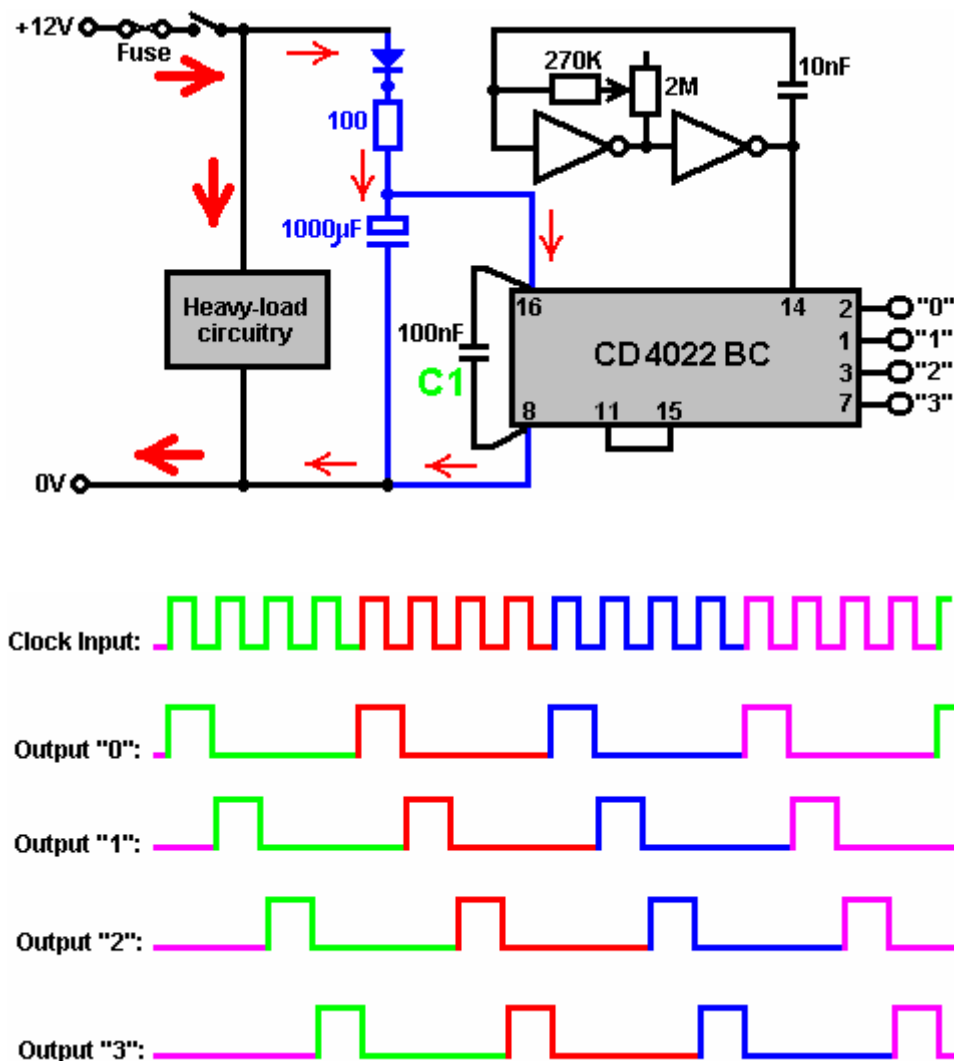 +12V
Fuse
270K
2M
10nF
100
1000µF
Heavy-load
circuitry
100nF
C1
16
14
2
"0"
1
"1"
CD4022 BC
3
"2"
7
"3"
8
11
15
0V
Clock Input:
Output "0":
Output "1":
Output "2":
Output "3":